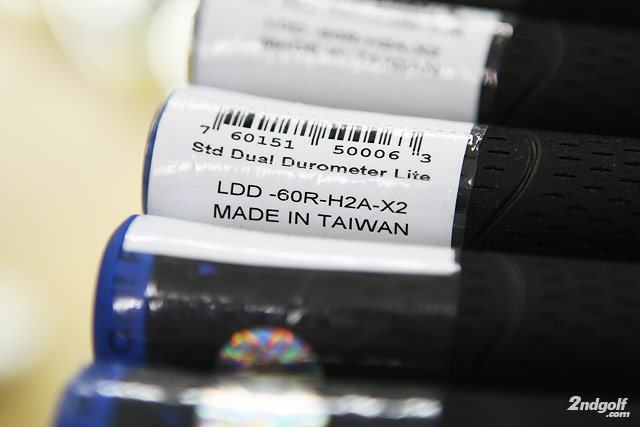 7 60151 50006 3
Std Dual Durometer Lite
LDD -60R-H2A-X2
MADE IN TAIWAN
2ndgolf
.com